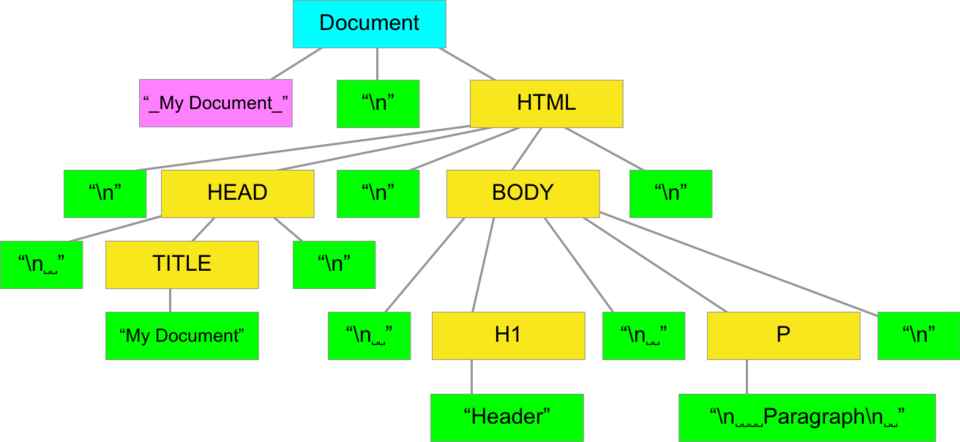 Document
“_My Document_”
“\n”
HTML
“\n”
HEAD
“\n”
BODY
“\n”
“\n␣␣”
TITLE
“\n”
“My Document”
“\n␣␣”
H1
“\n␣␣”
P
“\n”
“Header”
“\n␣␣␣␣Paragraph\n␣␣”